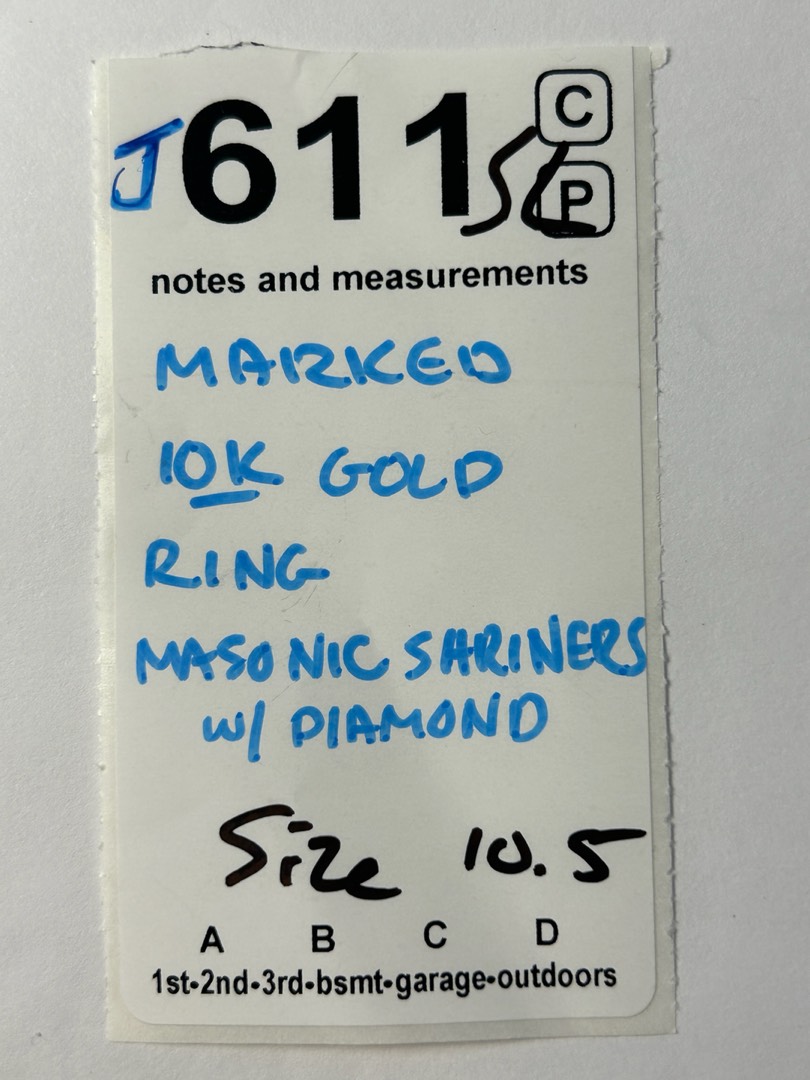 J611 SL C
P
notes and measurements
MARKED
10K GOLD
RING
MASONIC SHRINERS
W/ DIAMOND
Size 10.5
A B C D
1st•2nd•3rd•bsmt•garage•outdoors